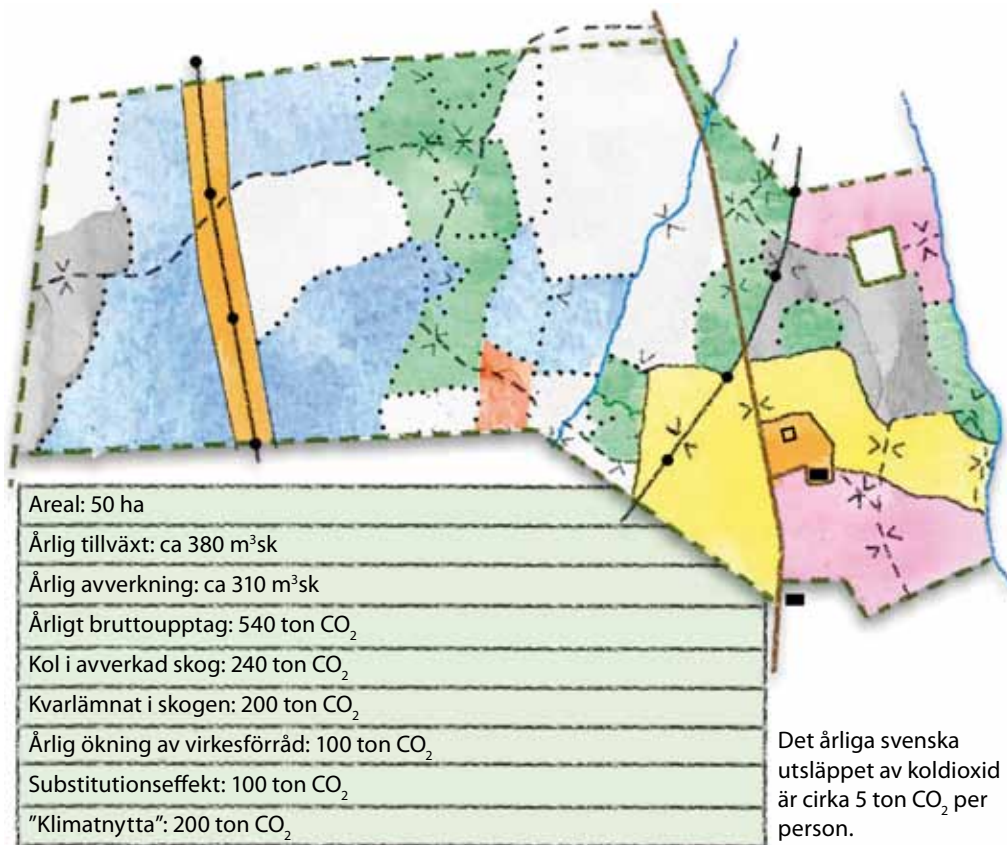 Areal: 50 ha
Årlig tillväxt: ca 380 m³sk
Årlig avverkning: ca 310 m³sk
Årligt bruttoupptag: 540 ton CO₂
Kol i avverkad skog: 240 ton CO₂
Kvarlämnat i skogen: 200 ton CO₂
Årlig ökning av virkesförråd: 100 ton CO₂
Substitutionseffekt: 100 ton CO₂
”Klimatnytta”: 200 ton CO₂
Det årliga svenska
utsläppet av koldioxid
är cirka 5 ton CO₂ per
person.